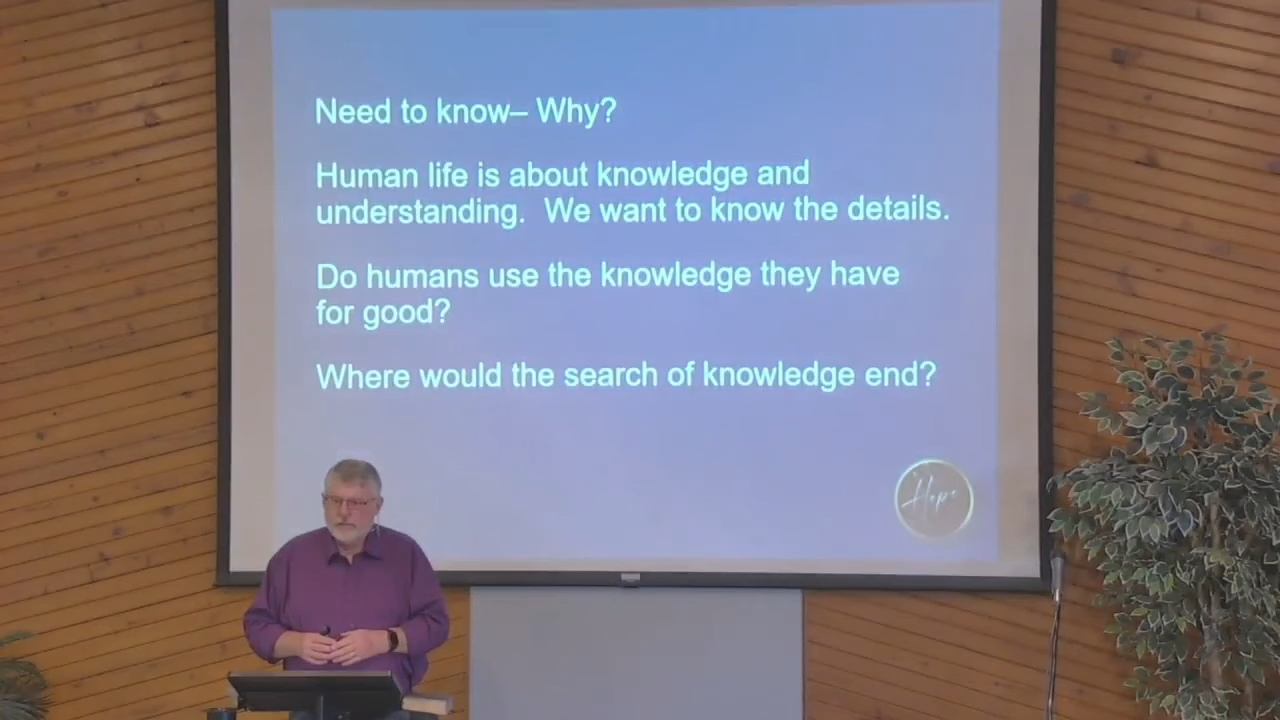 Need to know– Why?
Human life is about knowledge and
understanding. We want to know the details.
Do humans use the knowledge they have
for good?
Where would the search of knowledge end?
Hope